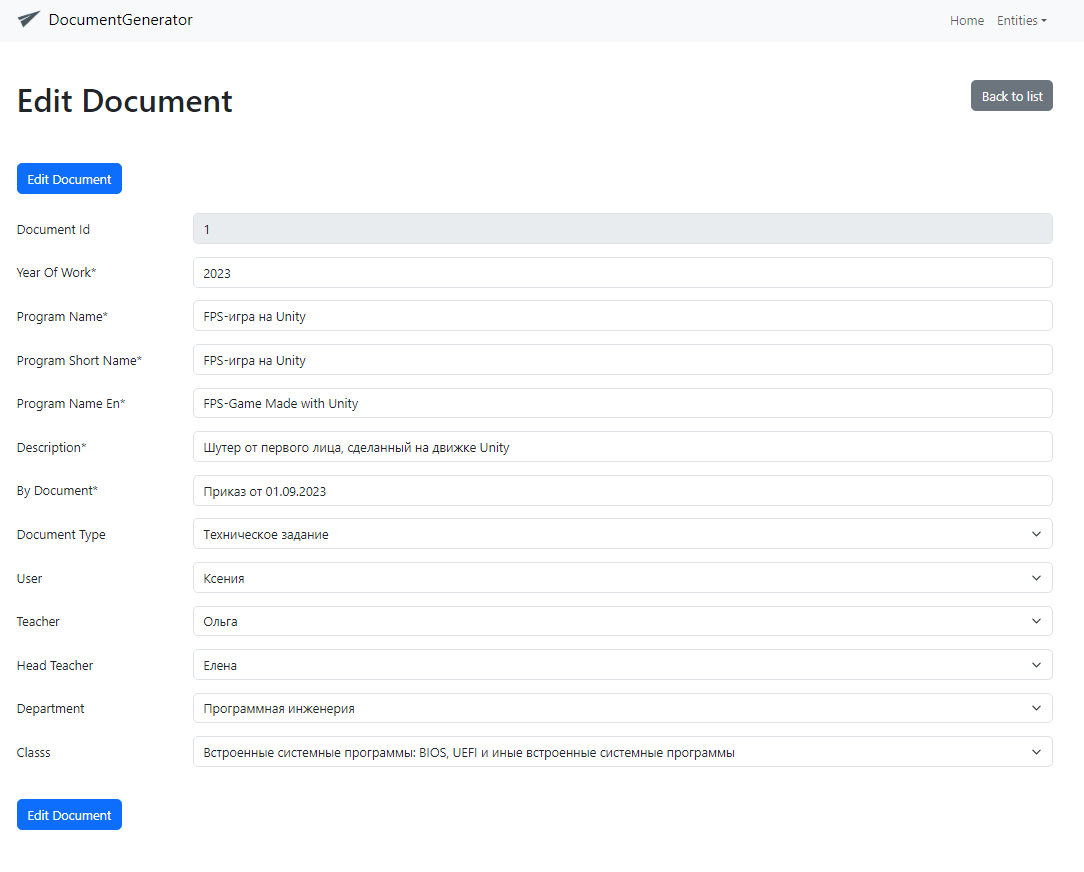 DocumentGenerator
Home Entities
Edit Document
Back to list
Edit Document
Document Id 1
Year Of Work* 2023
Program Name* FPS-игра на Unity
Program Short Name* FPS-игра на Unity
Program Name En* FPS-Game Made with Unity
Description* Шутер от первого лица, сделанный на движке Unity
By Document* Приказ от 01.09.2023
Document Type Техническое задание
User Ксения
Teacher Ольга
Head Teacher Елена
Department Программная инженерия
Classs Встроенные системные программы: BIOS, UEFI и иные встроенные системные программы
Edit Document